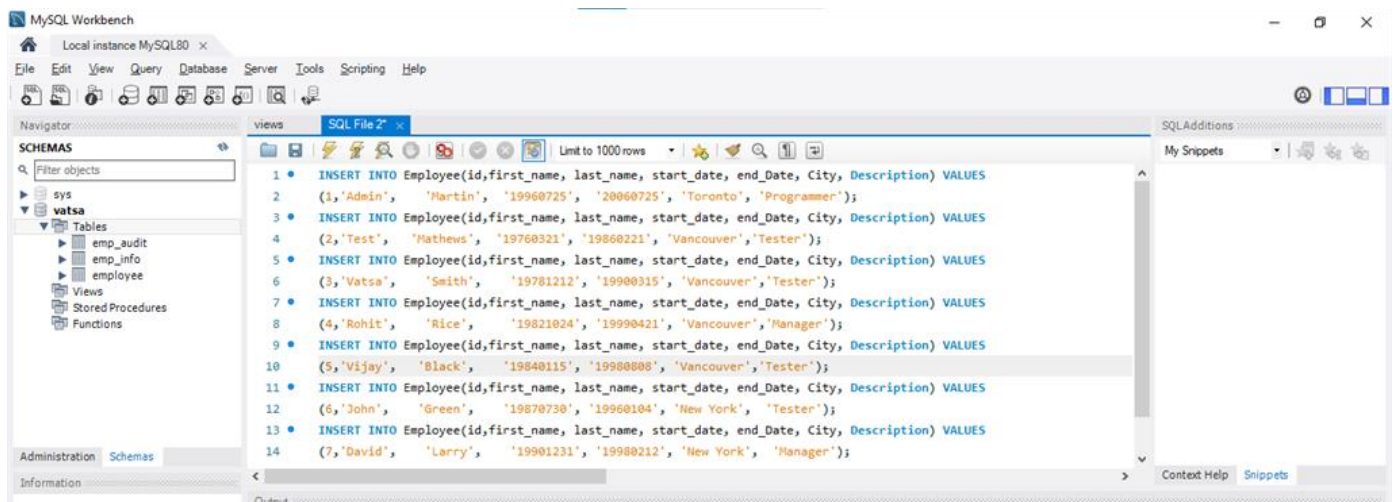 MySQL Workbench
Local instance MySQL80 ×
File Edit View Query Database Server Tools Scripting Help
Navigator
SCHEMAS
Filter objects
sys
vatsa
Tables
emp_audit
emp_info
employee
Views
Stored Procedures
Functions
Administration Schemas
Information
views SQL File 2* ×
Limit to 1000 rows
1 INSERT INTO Employee(id,first_name, last_name, start_date, end_Date, City, Description) VALUES
2 (1,'Admin', 'Martin', '19960725', '20060725', 'Toronto', 'Programmer');
3 INSERT INTO Employee(id,first_name, last_name, start_date, end_Date, City, Description) VALUES
4 (2,'Test', 'Mathews', '19760321', '19860221', 'Vancouver','Tester');
5 INSERT INTO Employee(id,first_name, last_name, start_date, end_Date, City, Description) VALUES
6 (3,'Vatsa', 'Smith', '19781212', '19900315', 'Vancouver','Tester');
7 INSERT INTO Employee(id,first_name, last_name, start_date, end_Date, City, Description) VALUES
8 (4,'Rohit', 'Rice', '19821024', '19990421', 'Vancouver','Manager');
9 INSERT INTO Employee(id,first_name, last_name, start_date, end_Date, City, Description) VALUES
10 (5,'Vijay', 'Black', '19840115', '19980808', 'Vancouver','Tester');
11 INSERT INTO Employee(id,first_name, last_name, start_date, end_Date, City, Description) VALUES
12 (6,'John', 'Green', '19870730', '19960104', 'New York', 'Tester');
13 INSERT INTO Employee(id,first_name, last_name, start_date, end_Date, City, Description) VALUES
14 (7,'David', 'Larry', '19901231', '19980212', 'New York', 'Manager');
Output
SQLAdditions
My Snippets
Context Help Snippets